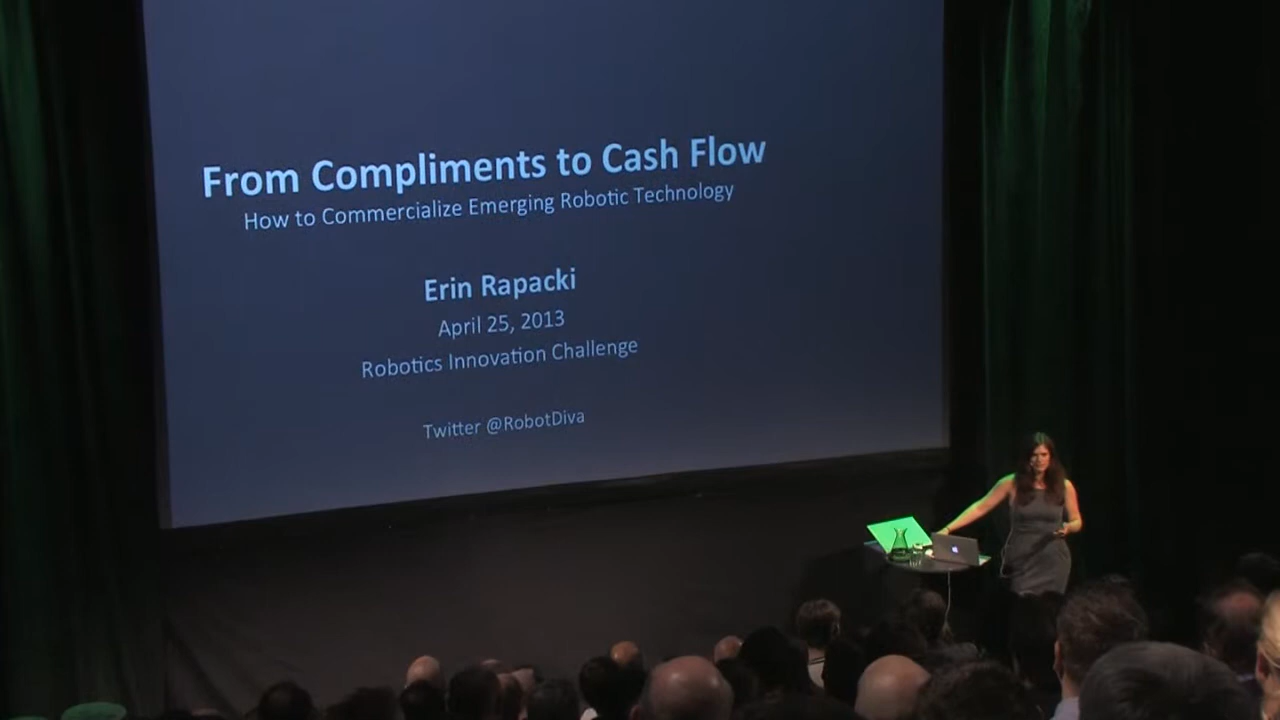 From Compliments to Cash Flow
How to Commercialize Emerging Robotic Technology
Erin Rapacki
April 25, 2013
Robotics Innovation Challenge
Twitter @RobotDiva